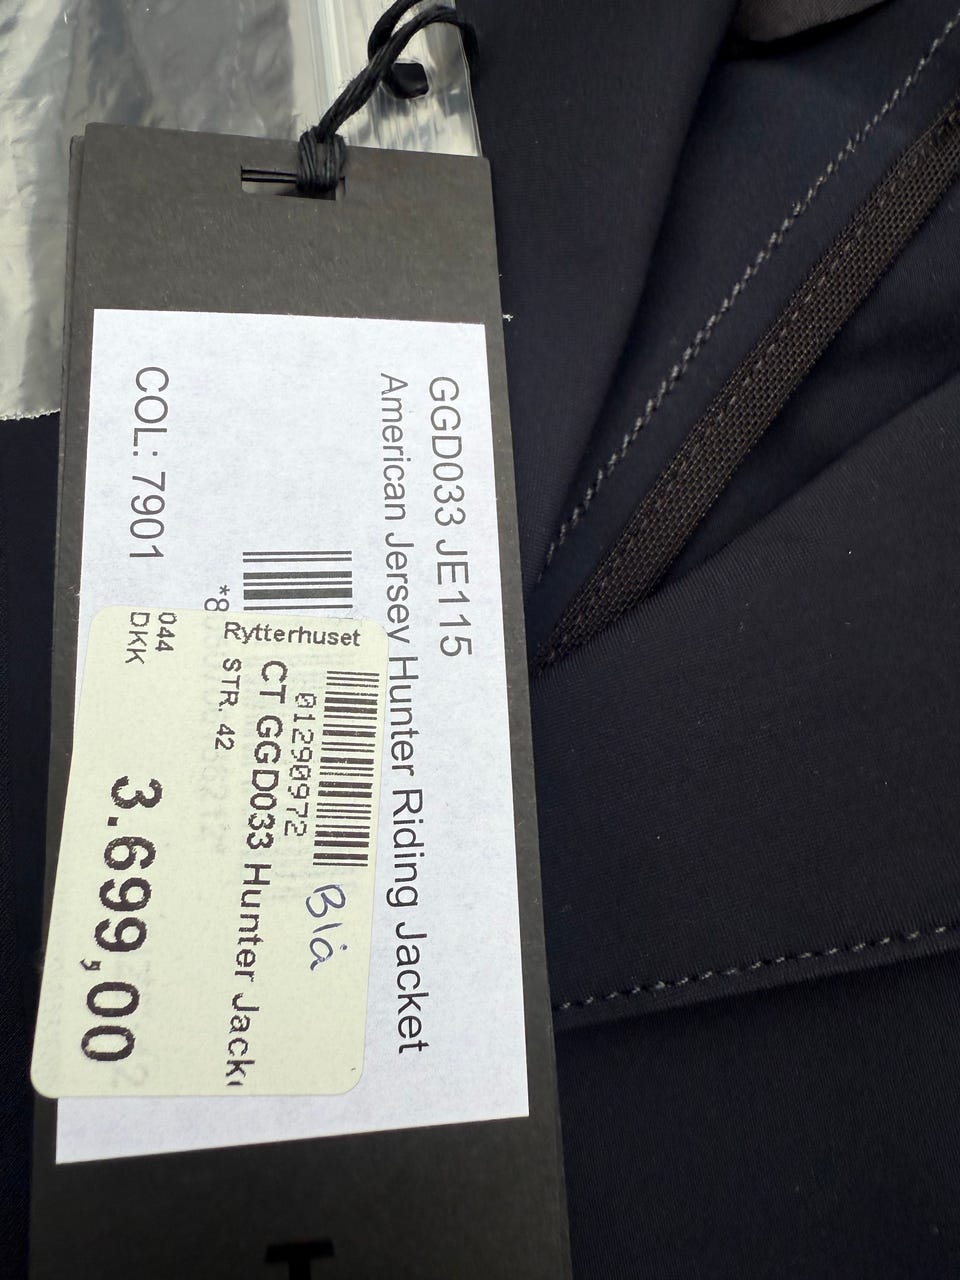 GGD033 JE115
American Jersey Hunter Riding Jacket
*8
COL: 7901
Rytterhuset
01290972
Blå
CT GGD033 Hunter Jack
STR. 42
044
DKK
3.699,00